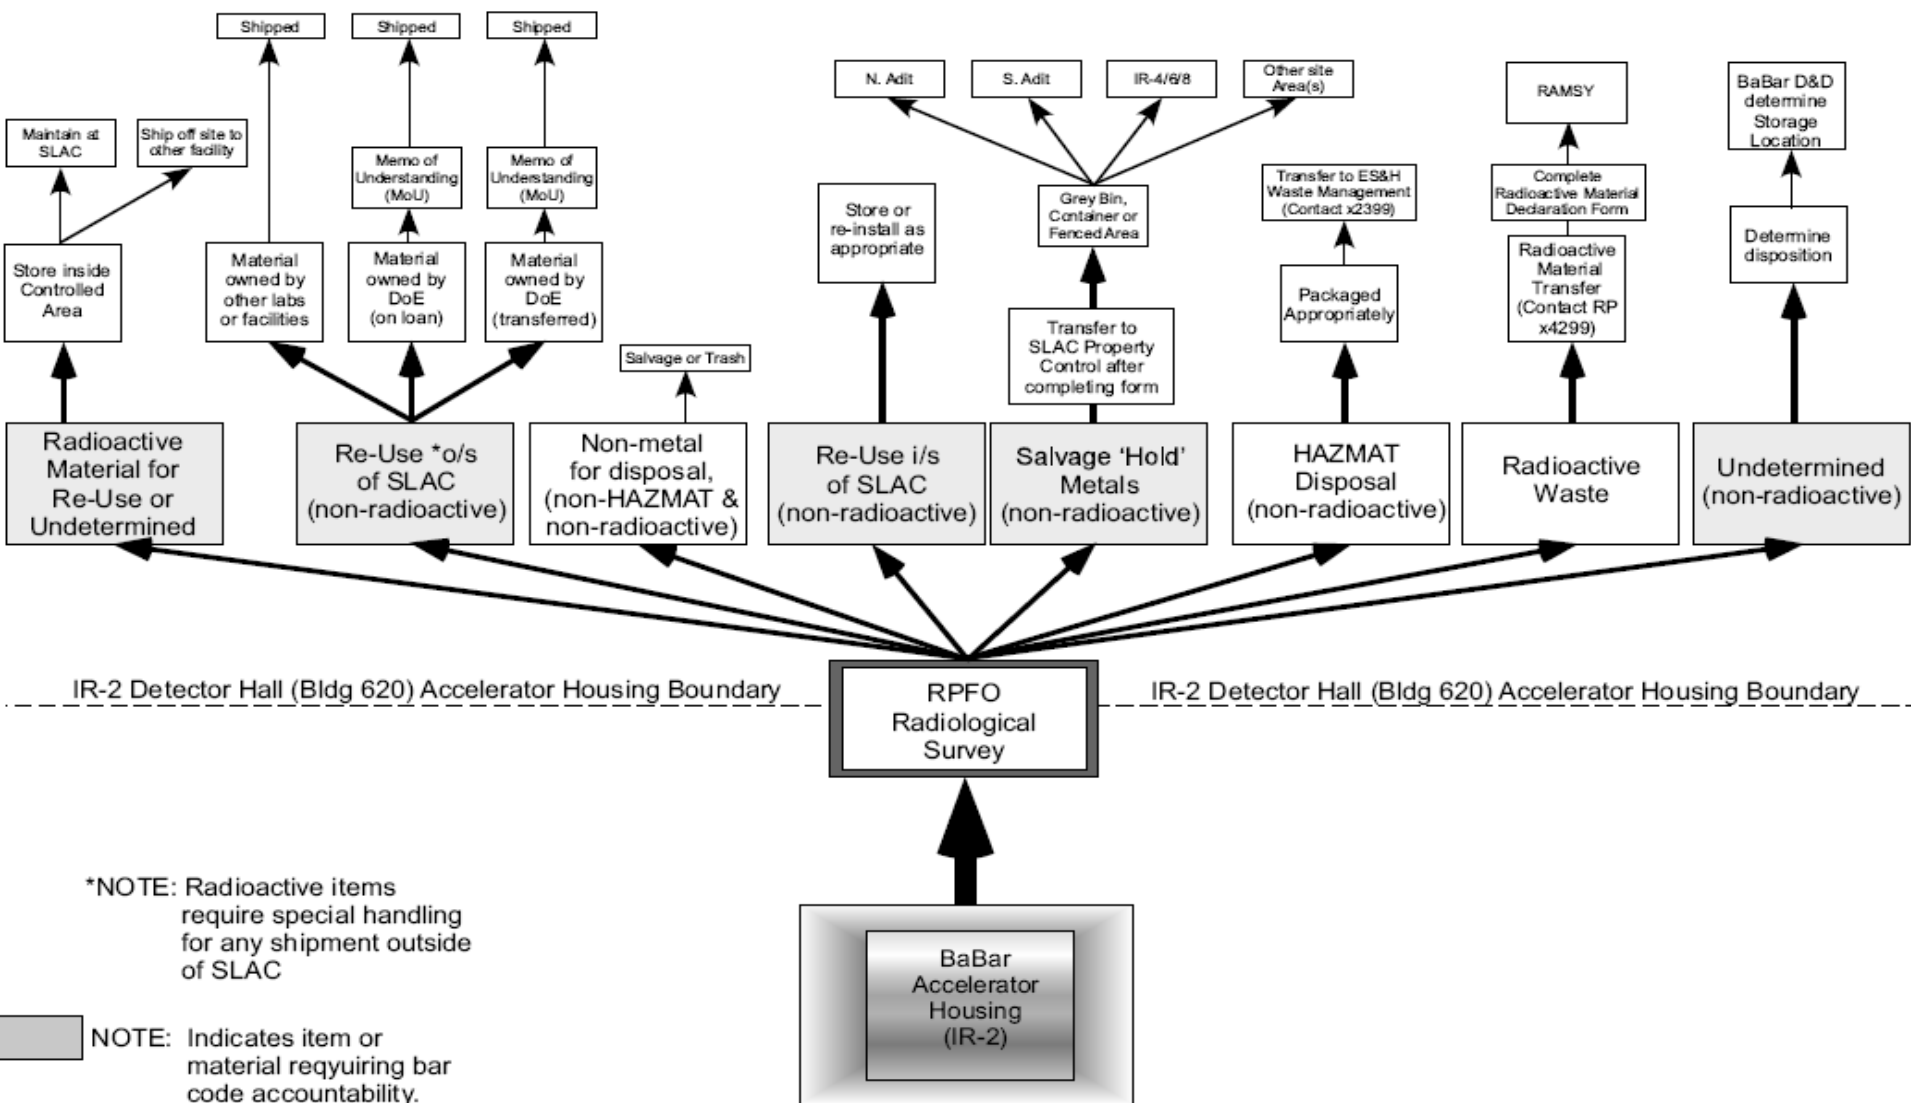 Shipped
Shipped
Shipped
N. Adit
S. Adit
IR-4/6/8
Other site
Area(s)
RAMSY
BaBar D&D
determine
Storage
Location
Maintain at
SLAC
Ship off site to
other facility
Memo of
Understanding
(MoU)
Memo of
Understanding
(MoU)
Store or
re-install as
appropriate
Grey Bin,
Container or
Fenced Area
Transfer to ES&H
Waste Management
(Contact x2399)
Complete
Radioactive Material
Declaration Form
Determine
disposition
Store inside
Controlled
Area
Material
owned by
other labs
or facilities
Material
owned by
DoE
(on loan)
Material
owned by
DoE
(transferred)
Radioactive
Material
Transfer
(Contact RP
x4299)
Packaged
Appropriately
Transfer to
SLAC Property
Control after
completing form
Salvage or Trash
Radioactive
Material for
Re-Use or
Undetermined
Re-Use *o/s
of SLAC
(non-radioactive)
Non-metal
for disposal,
(non-HAZMAT &
non-radioactive)
Re-Use i/s
of SLAC
(non-radioactive)
Salvage ‘Hold’
Metals
(non-radioactive)
HAZMAT
Disposal
(non-radioactive)
Radioactive
Waste
Undetermined
(non-radioactive)
IR-2 Detector Hall (Bldg 620) Accelerator Housing Boundary
RPFO
Radiological
Survey
IR-2 Detector Hall (Bldg 620) Accelerator Housing Boundary
*NOTE: Radioactive items
require special handling
for any shipment outside
of SLAC
BaBar
Accelerator
Housing
(IR-2)
NOTE: Indicates item or
material reqyuiring bar
code accountability.